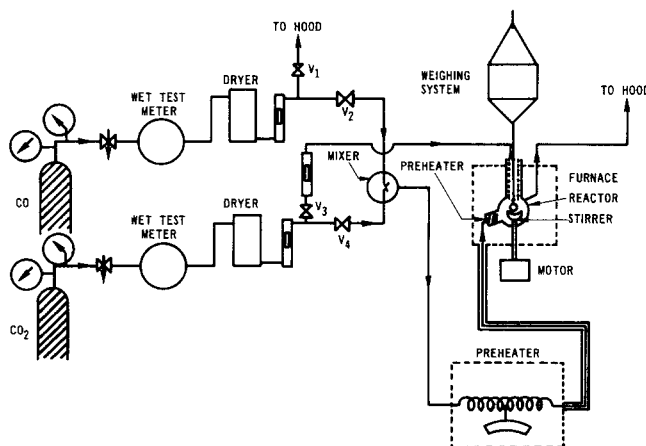 TO HOOD
V1
DRYER
WET TEST
METER
V2
WEIGHING
SYSTEM
TO HOOD
CO
MIXER
PREHEATER
FURNACE
REACTOR
STIRRER
DRYER
V3
V4
WET TEST
METER
MOTOR
CO2
PREHEATER